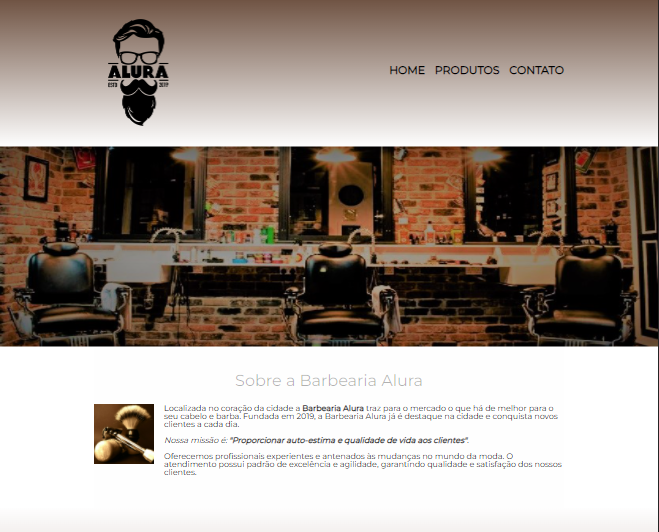 ALURA
ESTD 2019
HOME PRODUTOS CONTATO
Sobre a Barbearia Alura
Localizada no coração da cidade a Barbearia Alura traz para o mercado o que há de melhor para o
seu cabelo e barba. Fundada em 2019, a Barbearia Alura já é destaque na cidade e conquista novos
clientes a cada dia.
Nossa missão é: "Proporcionar auto-estima e qualidade de vida aos clientes".
Oferecemos profissionais experientes e antenados às mudanças no mundo da moda. O
atendimento possui padrão de excelência e agilidade, garantindo qualidade e satisfação dos nossos
clientes.